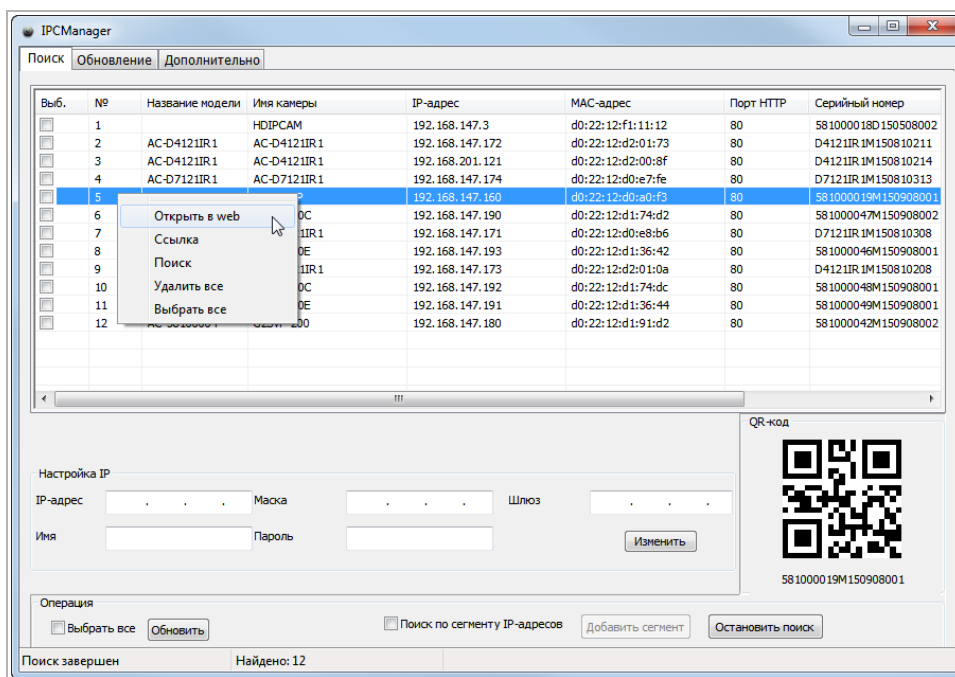 IPCManager
Поиск Обновление Дополнительно
Выб. № Название модели Имя камеры IP-адрес MAC-адрес Порт HTTP Серийный номер
1 HDIPCAM 192.168.147.3 d0:22:12:f1:11:12 80 581000018D150508002
2 AC-D4121IR1 AC-D4121IR1 192.168.147.172 d0:22:12:d2:01:73 80 D4121IR1M150810211
3 AC-D4121IR1 AC-D4121IR1 192.168.201.121 d0:22:12:d2:00:8f 80 D4121IR1M150810214
4 AC-D7121IR1 AC-D7121IR1 192.168.147.174 d0:22:12:d0:e7:fe 80 D7121IR1M150810313
5 192.168.147.160 d0:22:12:d0:a0:f3 80 581000019M150908001
6 0C 192.168.147.190 d0:22:12:d1:74:d2 80 581000047M150908002
7 1IR1 192.168.147.171 d0:22:12:d0:e8:b6 80 D7121IR1M150810308
8 0E 192.168.147.193 d0:22:12:d1:36:42 80 581000046M150908001
9 1IR1 192.168.147.173 d0:22:12:d2:01:0a 80 D4121IR1M150810208
10 0C 192.168.147.192 d0:22:12:d1:74:dc 80 581000048M150908001
11 0E 192.168.147.191 d0:22:12:d1:36:44 80 581000049M150908001
12 192.168.147.180 d0:22:12:d1:91:d2 80 581000042M150908002
Открыть в web
Ссылка
Поиск
Удалить все
Выбрать все
QR-код
581000019M150908001
Настройка IP
IP-адрес . . . Маска . . . Шлюз . . .
Имя Пароль Изменить
Операция
Выбрать все Обновить Поиск по сегменту IP-адресов Добавить сегмент Остановить поиск
Поиск завершен Найдено: 12